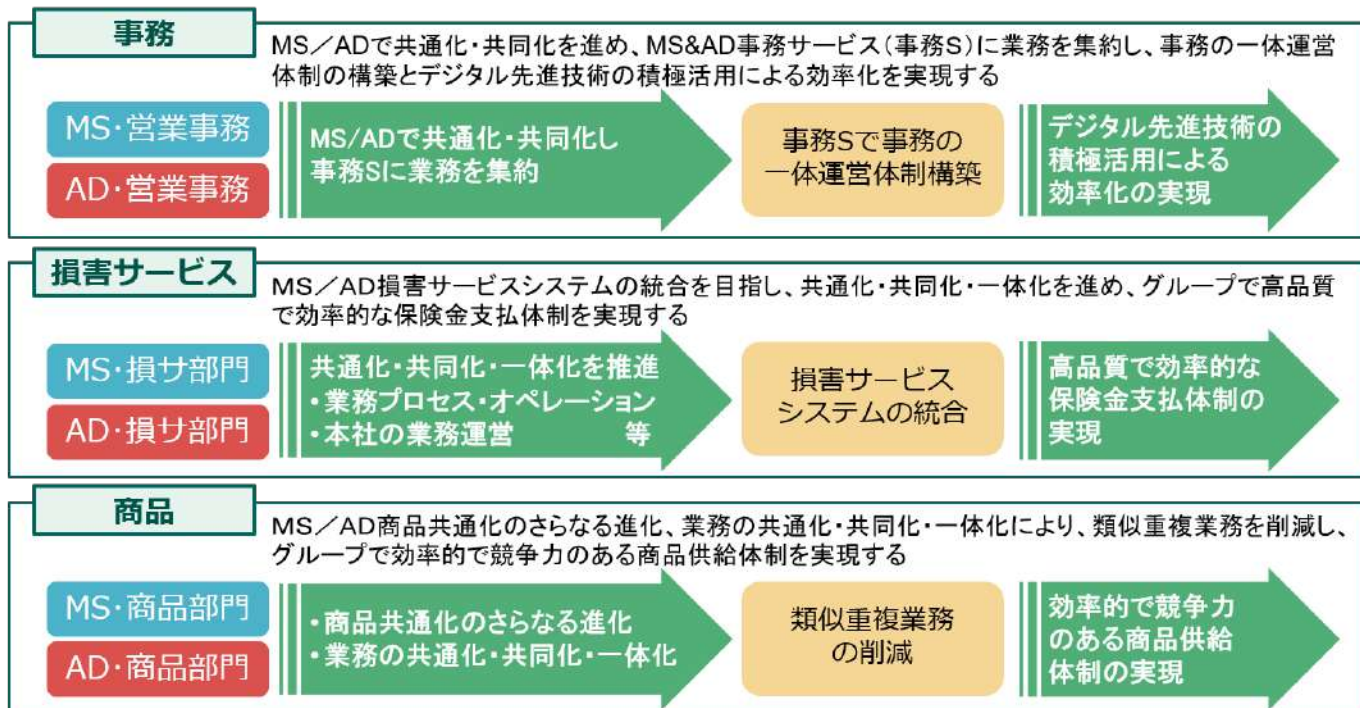 事務
MS／ADで共通化・共同化を進め、MS&AD事務サービス（事務S）に業務を集約し、事務の一体運営
体制の構築とデジタル先進技術の積極活用による効率化を実現する
MS・営業事務
AD・営業事務
MS/ADで共通化・共同化し
事務Sに業務を集約
事務Sで事務の
一体運営体制構築
デジタル先進技術の
積極活用による
効率化の実現
損害サービス
MS／AD損害サービスシステムの統合を目指し、共通化・共同化・一体化を進め、グループで高品質
で効率的な保険金支払体制を実現する
MS・損サ部門
AD・損サ部門
共通化・共同化・一体化を推進
・業務プロセス・オペレーション
・本社の業務運営　　　　等
損害サービス
システムの統合
高品質で効率的な
保険金支払体制の
実現
商品
MS／AD商品共通化のさらなる進化、業務の共通化・共同化・一体化により、類似重複業務を削減し、
グループで効率的で競争力のある商品供給体制を実現する
MS・商品部門
AD・商品部門
・商品共通化のさらなる進化
・業務の共通化・共同化・一体化
類似重複業務
の削減
効率的で競争力
のある商品供給
体制の実現